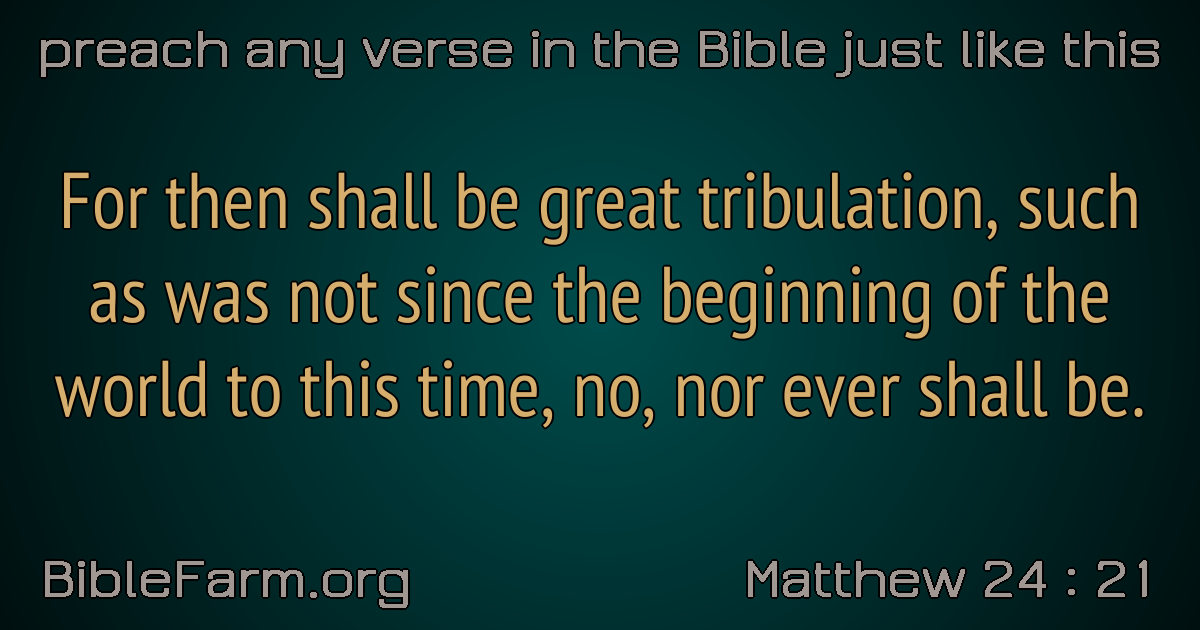 preach any verse in the Bible just like this
For then shall be great tribulation, such
as was not since the beginning of the
world to this time, no, nor ever shall be.
BibleFarm.org
Matthew 24 : 21